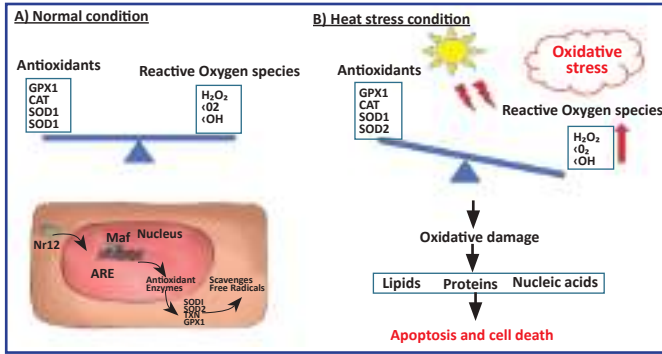 A) Normal condition
Antioxidants
GPX1
CAT
SOD1
SOD1
Reactive Oxygen species
H₂O₂
‹02
‹OH
Nr12
Maf
Nucleus
ARE
Antioxidant
Enzymes
SODI
SOD2
TXN
GPX1
Scavenges
Free Radicals
B) Heat stress condition
Antioxidants
GPX1
CAT
SOD1
SOD2
Oxidative
stress
Reactive Oxygen species
H₂O₂
‹0₂
‹OH
Oxidative damage
Lipids Proteins Nucleic acids
Apoptosis and cell death